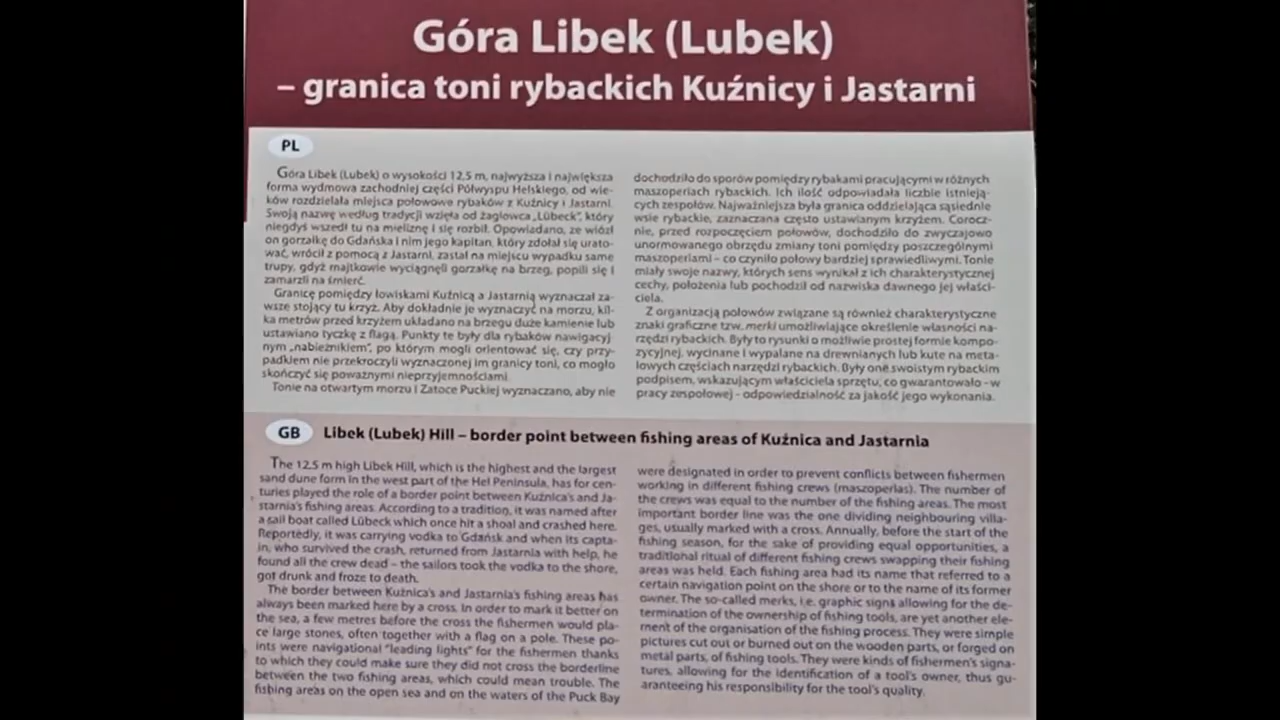 Góra Libek (Lubek)
– granica toni rybackich Kuźnicy i Jastarni
PL
Góra Libek (Lubek) o wysokości 12,5 m, najwyższa i największa
forma wydmowa zachodniej części Półwyspu Helskiego, od wie-
ków rozdzielała miejsca połowowe rybaków z Kuźnicy i Jastarni.
Swoją nazwę według tradycji wzięła od żaglowca „Lübeck”, który
niegdyś wszedł tu na mieliznę i się rozbił. Opowiadano, że wiózł
on gorzałkę do Gdańska i nim jego kapitan, który zdołał się urato-
wać, wrócił z pomocą z Jastarni, zastał na miejscu wypadku same
trupy, gdyż majtkowie wyciągnęli gorzałkę na brzeg, popili się i
zamarzli na śmierć.
Granicę pomiędzy łowiskami Kuźnicą a Jastarnią wyznaczał za-
wsze stojący tu krzyż. Aby dokładnie je wyznaczyć na morzu, kil-
ka metrów przed krzyżem układano na brzegu duże kamienie lub
ustawiano tyczkę z flagą. Punkty te były dla rybaków nawigacyj
nym „nabieżnikiem”, po którym mogli orientować się, czy przy-
padkiem nie przekroczyli wyznaczonej im granicy toni, co mogło
skończyć się poważnymi nieprzyjemnościami.
Tonie na otwartym morzu i Zatoce Puckiej wyznaczano, aby nie
dochodziło do sporów pomiędzy rybakami pracującymi w różnych
maszoperiach rybackich. Ich ilość odpowiadała liczbie istnieją-
cych zespołów. Najważniejsza była granica oddzielająca sąsiednie
wsie rybackie, zaznaczana często ustawianym krzyżem. Corocz-
nie, przed rozpoczęciem połowów, dochodziło do zwyczajowo
unormowanego obrzędu zmiany toni pomiędzy poszczególnymi
maszoperiami – co czyniło połowy bardziej sprawiedliwymi. Tonie
miały swoje nazwy, których sens wynikał z ich charakterystycznej
cechy, położenia lub pochodził od nazwiska dawnego jej właści-
ciela.
Z organizacją połowów związane są również charakterystyczne
znaki graficzne tzw. merki umożliwiające określenie własności na-
rzędzi rybackich. Były to rysunki o możliwie prostej formie kompo-
zycyjnej, wycinane i wypalane na drewnianych lub kute na meta-
lowych częściach narzędzi rybackich. Były one swoistym rybackim
podpisem, wskazującym właściciela sprzętu, co gwarantowało - w
pracy zespołowej - odpowiedzialność za jakość jego wykonania.
GB
Libek (Lubek) Hill – border point between fishing areas of Kuźnica and Jastarnia
The 12.5 m high Libek Hill, which is the highest and the largest
sand dune form in the west part of the Hel Peninsula, has for cen-
turies played the role of a border point between Kuźnica's and Ja-
starnia's fishing areas. According to a tradition, it was named after
a sail boat called Lübeck which once hit a shoal and crashed here.
Reportedly, it was carrying vodka to Gdańsk and when its capta-
in, who survived the crash, returned from Jastarnia with help, he
found all the crew dead – the sailors took the vodka to the shore,
got drunk and froze to death.
The border between Kuźnica's and Jastarnia's fishing areas has
always been marked here by a cross. In order to mark it better on
the sea, a few metres before the cross the fishermen would pla-
ce large stones, often together with a flag on a pole. These po-
ints were navigational "leading lights" for the fishermen thanks
to which they could make sure they did not cross the borderline
between the two fishing areas, which could mean trouble. The
fishing areas on the open sea and on the waters of the Puck Bay
were designated in order to prevent conflicts between fishermen
working in different fishing crews (maszoperias). The number of
the crews was equal to the number of the fishing areas. The most
important border line was the one dividing neighbouring villa-
ges, usually marked with a cross. Annually, before the start of the
fishing season, for the sake of providing equal opportunities, a
traditional ritual of different fishing crews swapping their fishing
areas was held. Each fishing area had its name that referred to a
certain navigation point on the shore or to the name of its former
owner. The so-called merks, i.e. graphic signs allowing for the de-
termination of the ownership of fishing tools, are yet another ele-
ment of the organisation of the fishing process. They were simple
pictures cut out or burned out on the wooden parts, or forged on
metal parts, of fishing tools. They were kinds of fishermen's signa-
tures, allowing for the identification of a tool's owner, thus gu-
aranteeing his responsibility for the tool's quality.